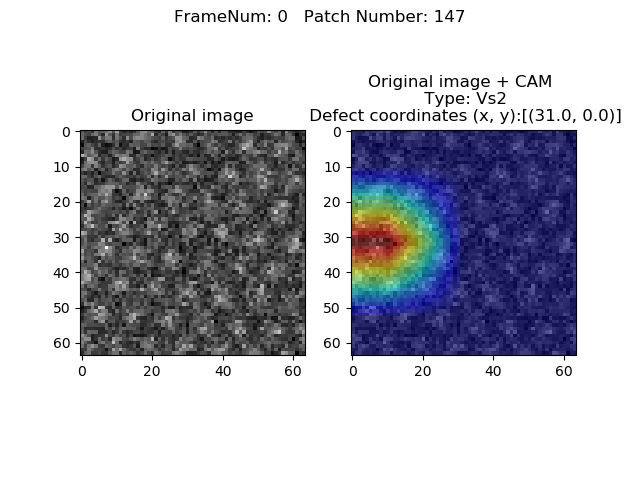 FrameNum: 0   Patch Number: 147
Original image
Original image + CAM
Type: Vs2
Defect coordinates (x, y):[(31.0, 0.0)]
0
10
20
30
40
50
60
0 20 40 60
0
10
20
30
40
50
60
0 20 40 60